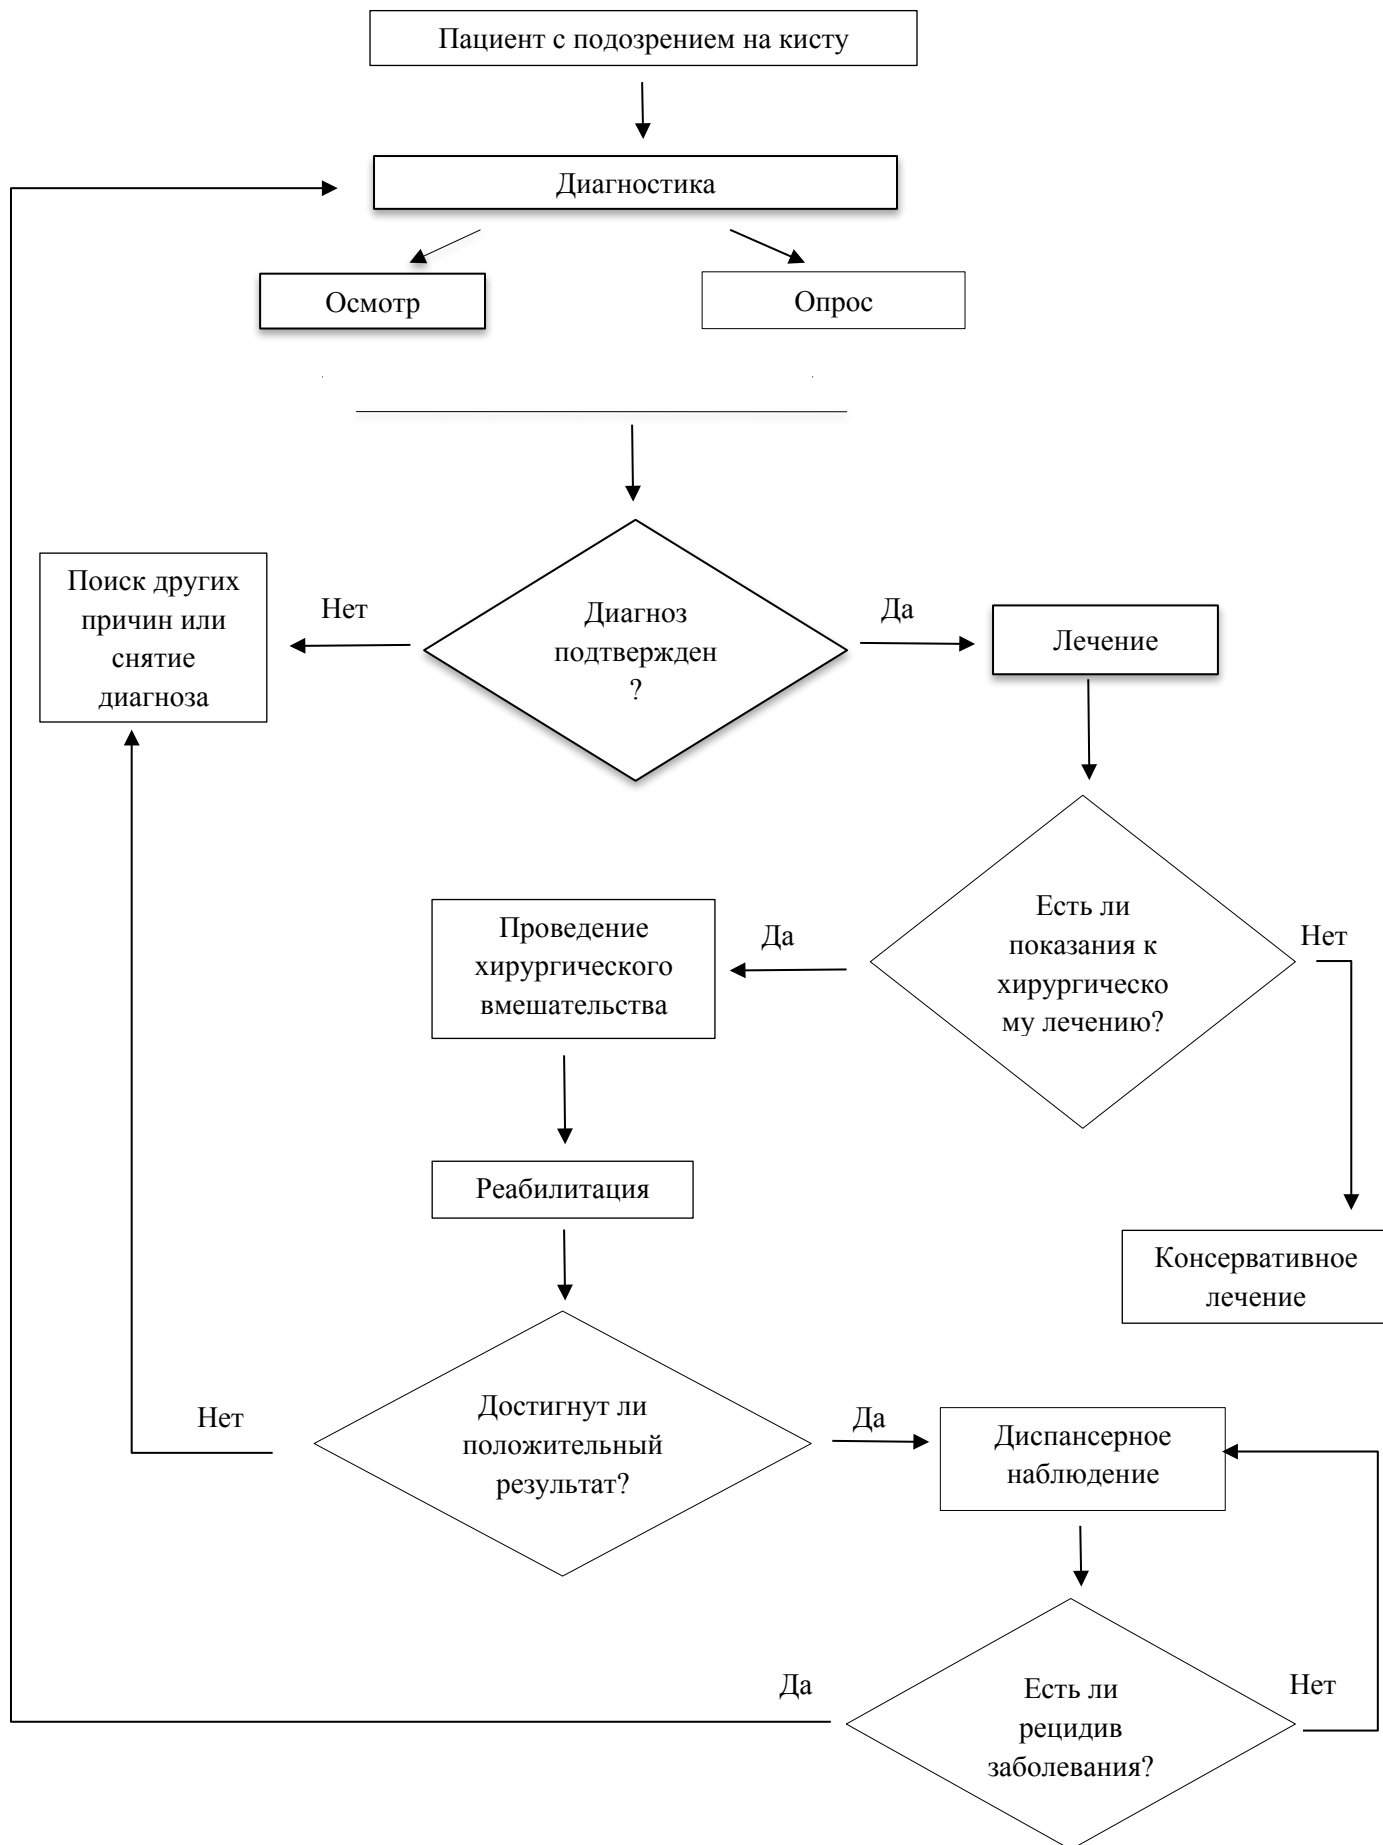 Пациент с подозрением на кисту
Диагностика
Осмотр
Опрос
Поиск других
причин или
снятие
диагноза
Нет
Диагноз
подтвержден
?
Да
Лечение
Проведение
хирургического
вмешательства
Да
Есть ли
показания к
хирургическо
му лечению?
Нет
Реабилитация
Консервативное
лечение
Нет
Достигнут ли
положительный
результат?
Да
Диспансерное
наблюдение
Да
Есть ли
рецидив
заболевания?
Нет